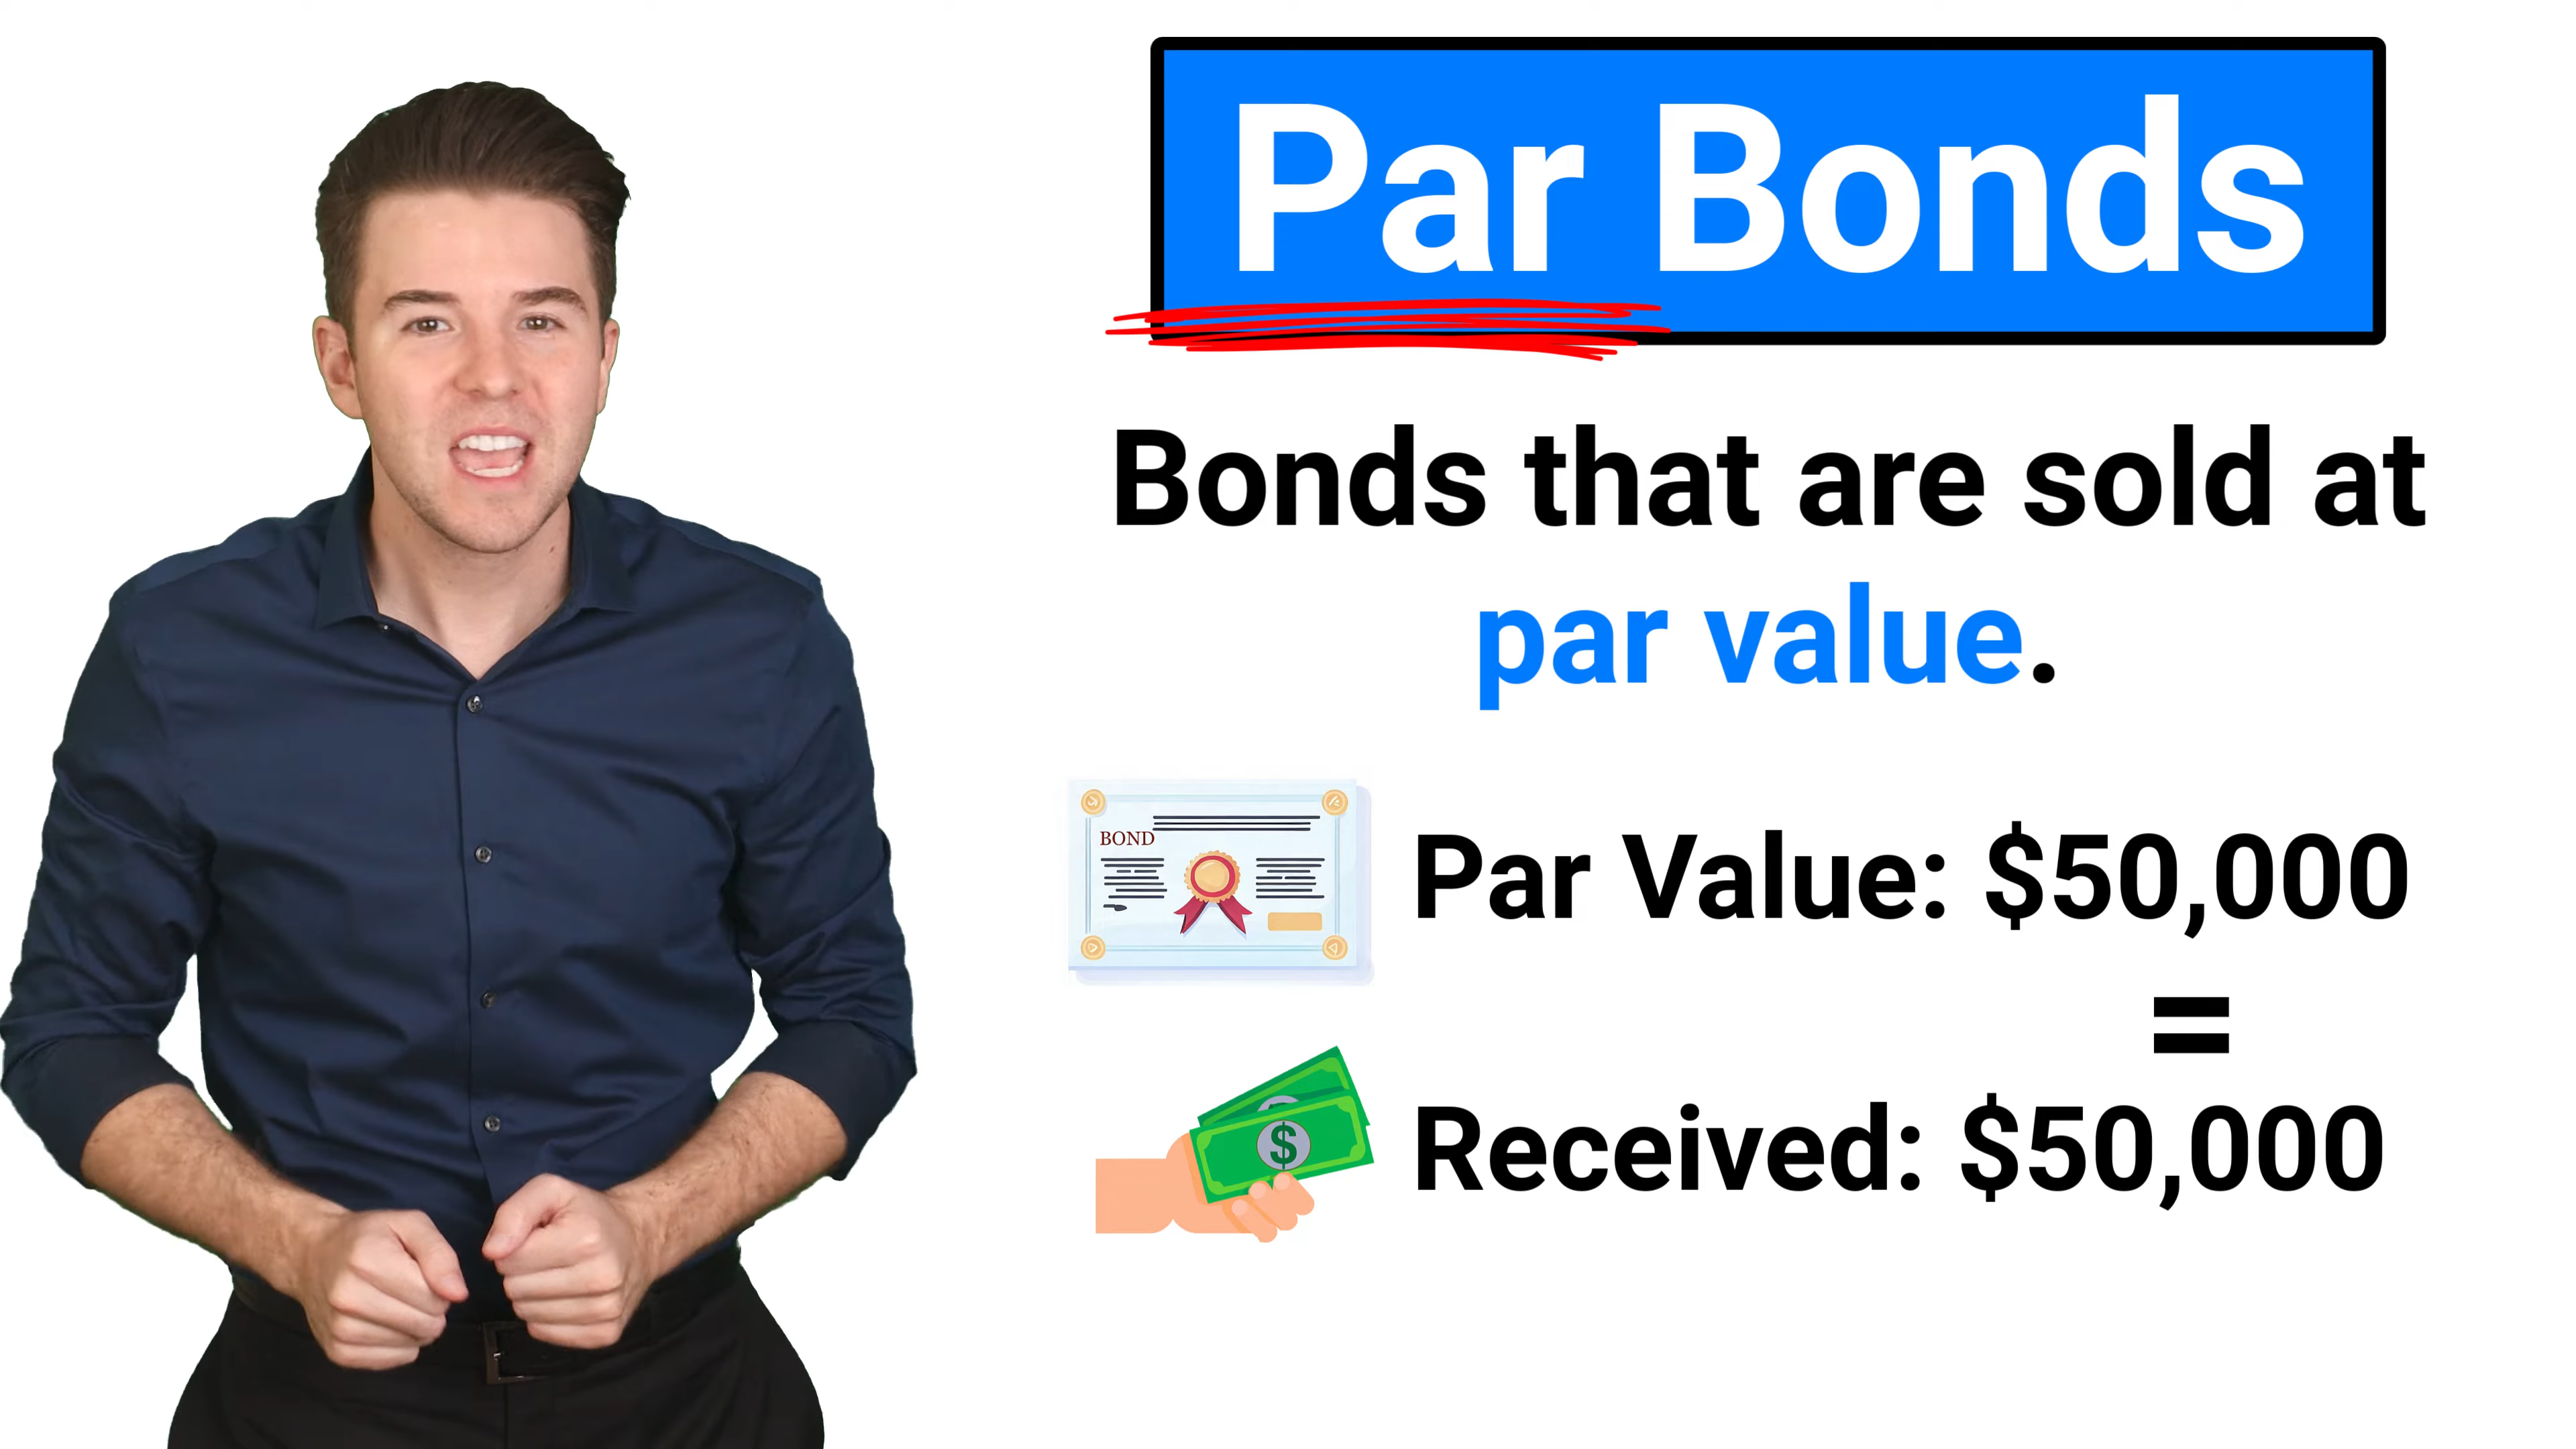 Par Bonds
Bonds that are sold at
par value.
BOND
Par Value: $50,000
=
$
Received: $50,000